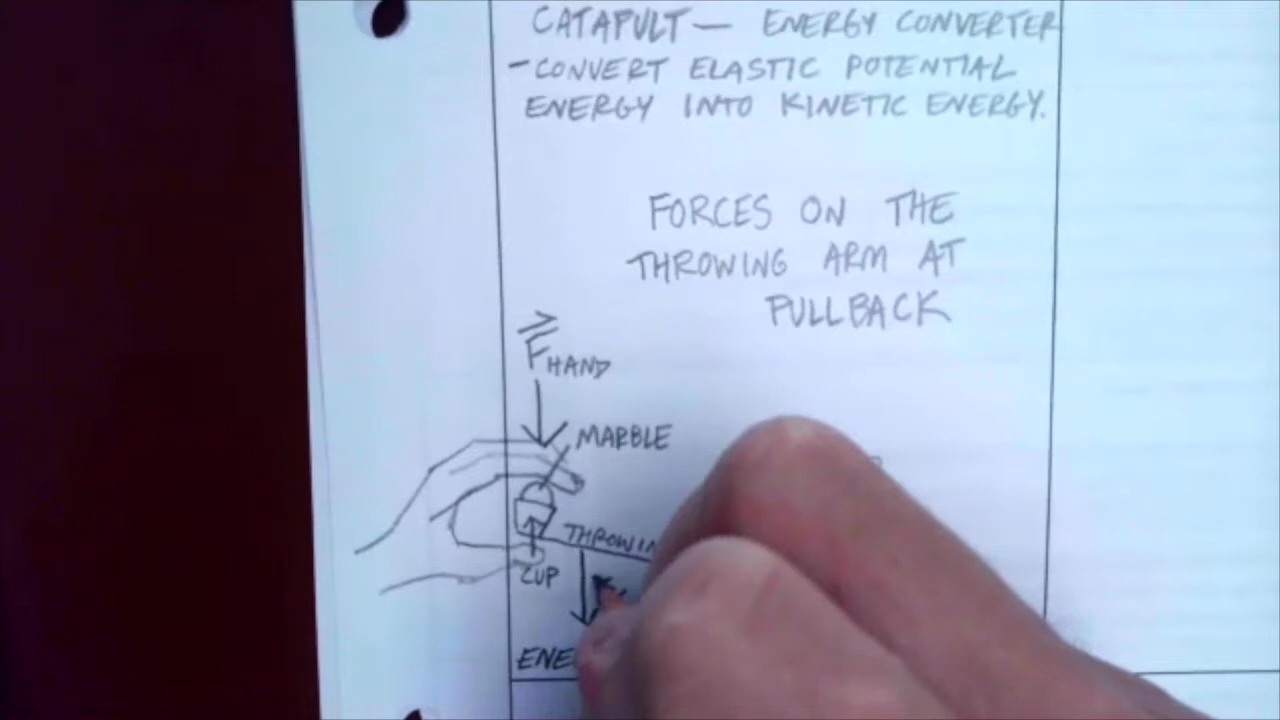 CATAPULT — ENERGY CONVERTER
- CONVERT ELASTIC POTENTIAL
ENERGY INTO KINETIC ENERGY.
FORCES ON THE
THROWING ARM AT
PULLBACK
F HAND
MARBLE
CUP